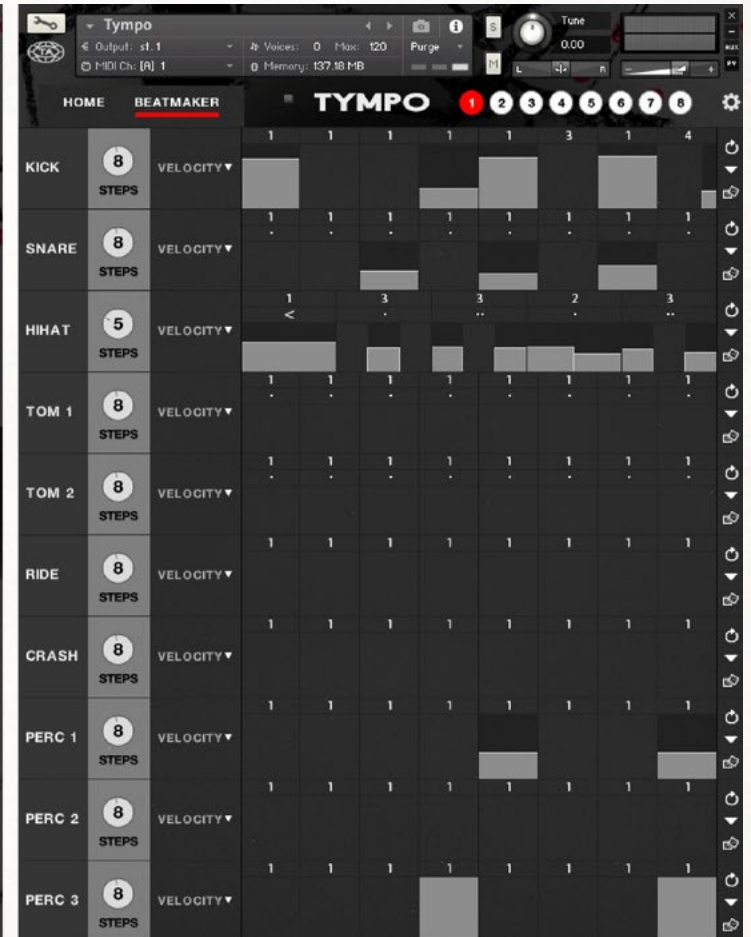 Tympo
Output: st.1 Voices: 0 Max: 120 Purge
MIDI Ch: [A] 1 Memory: 137.18 MB
S
M
Tune
0.00
L R
- +
×
-
AUX
PV
TA
HOME BEATMAKER TYMPO 1 2 3 4 5 6 7 8
1 1 1 1 1 3 1 4
KICK 8 STEPS VELOCITY
1 1 1 1 1 1 1 1
SNARE 8 STEPS VELOCITY
1 3 3 2 3
<
HIHAT 5 STEPS VELOCITY
1 1 1 1 1 1 1 1
TOM 1 8 STEPS VELOCITY
1 1 1 1 1 1 1 1
TOM 2 8 STEPS VELOCITY
1 1 1 1 1 1 1 1
RIDE 8 STEPS VELOCITY
1 1 1 1 1 1 1 1
CRASH 8 STEPS VELOCITY
1 1 1 1 1 1 1 1
PERC 1 8 STEPS VELOCITY
1 1 1 1 1 1 1 1
PERC 2 8 STEPS VELOCITY
1 1 1 1 1 1 1 1
PERC 3 8 STEPS VELOCITY